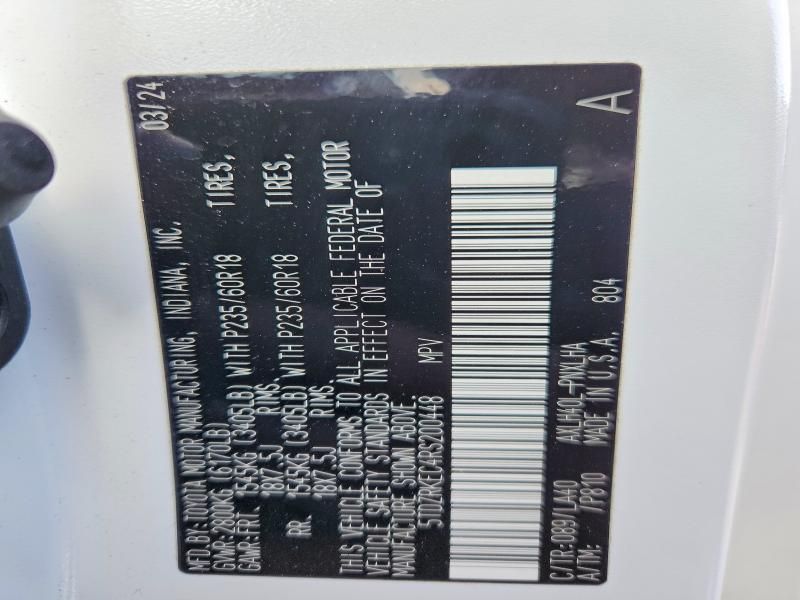 03/24
MFD.BY: TOYOTA MOTOR MANUFACTURING, INDIANA, INC.
GVWR: 2800KG (6170LB)
GAWR: FRT 1545KG (3405LB) WITH P235/60R18 TIRES,
18X7.5J RIMS.
RR. 1545KG (3405LB) WITH P235/60R18 TIRES,
18X7.5J RIMS.
THIS VEHICLE CONFORMS TO ALL APPLICABLE FEDERAL MOTOR
VEHICLE SAFETY STANDARDS IN EFFECT ON THE DATE OF
MANUFACTURE SHOWN ABOVE.
5TDZRKEC4RS200448 MPV
C/TR: 089/LA40 AXLH40L-PNXLHA
A/TM: /P810 MADE IN U.S.A. 804
A